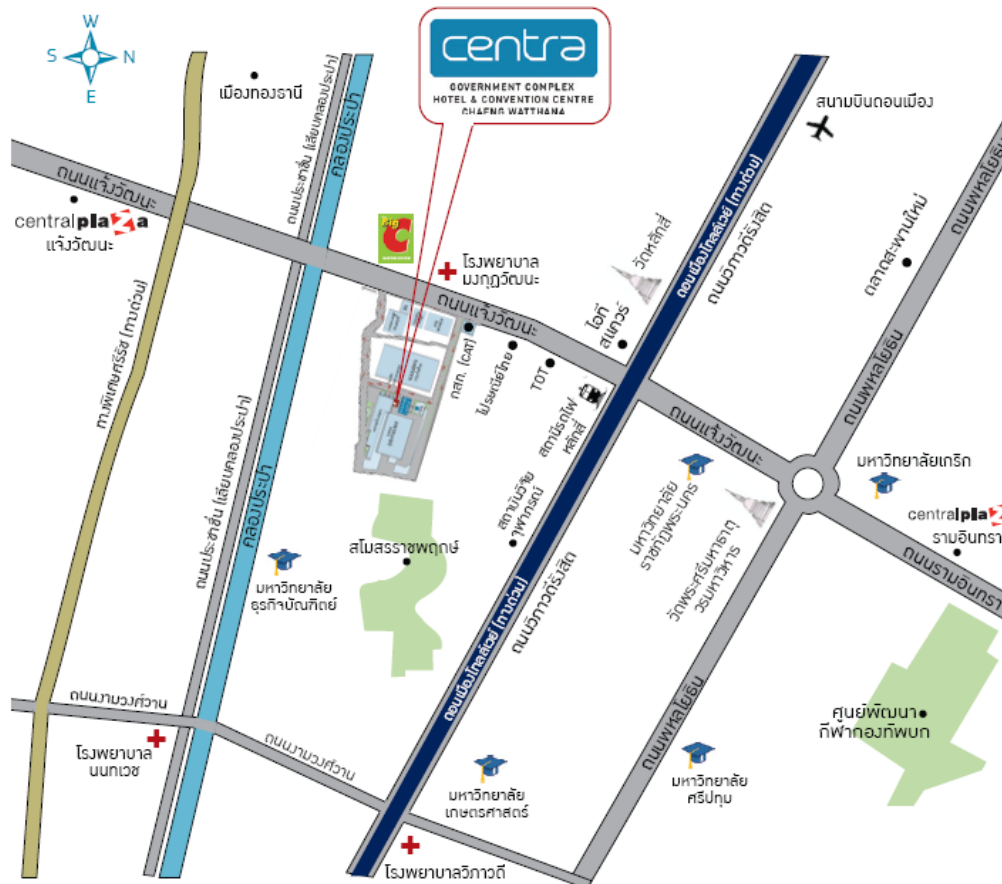 W
S
N
E
centra
GOVERNMENT COMPLEX
HOTEL & CONVENTION CENTRE
CHAENG WATTHANA
เมืองทองธานี
สนามบินดอนเมือง
ถนนประชาชื่น (เลียบคลองประปา)
คลองประปา
ถนนแจ้งวัฒนะ
centralplaza
แจ้งวัฒนะ
C
โรงพยาบาล
มงกุฎวัฒนะ
วัดหลักสี่
ดอนเมืองโทลล์เวย์ (ทางด่วน)
ถนนวิภาวดีรังสิต
ถนนพหลโยธิน
ตลาดสะพานใหม่
ถนนแจ้งวัฒนะ
ไอที
สแควร์
กสท. (CAT)
ไปรษณีย์ไทย
TOT
สถานีรถไฟ
หลักสี่
ทางพิเศษศรีรัช (ทางด่วน)
ถนนพหลโยธิน
ถนนแจ้งวัฒนะ
มหาวิทยาลัยเกริก
centralplaza
รามอินทรา
ถนนรามอินทรา
สถาบันวิจัย
จุฬาภรณ์
มหาวิทยาลัย
ราชภัฏพระนคร
วัดพระศรีมหาธาตุ
วรมหาวิหาร
สโมสรราชพฤกษ์
มหาวิทยาลัย
ธุรกิจบัณฑิตย์
ถนนประชาชื่น (เลียบคลองประปา)
คลองประปา
ดอนเมืองโทลล์เวย์ (ทางด่วน)
ถนนวิภาวดีรังสิต
ถนนพหลโยธิน
ศูนย์พัฒนา
กีฬากองทัพบก
ถนนงามวงศ์วาน
โรงพยาบาล
นนทเวช
ถนนงามวงศ์วาน
มหาวิทยาลัย
เกษตรศาสตร์
มหาวิทยาลัย
ศรีปทุม
โรงพยาบาลวิภาวดี